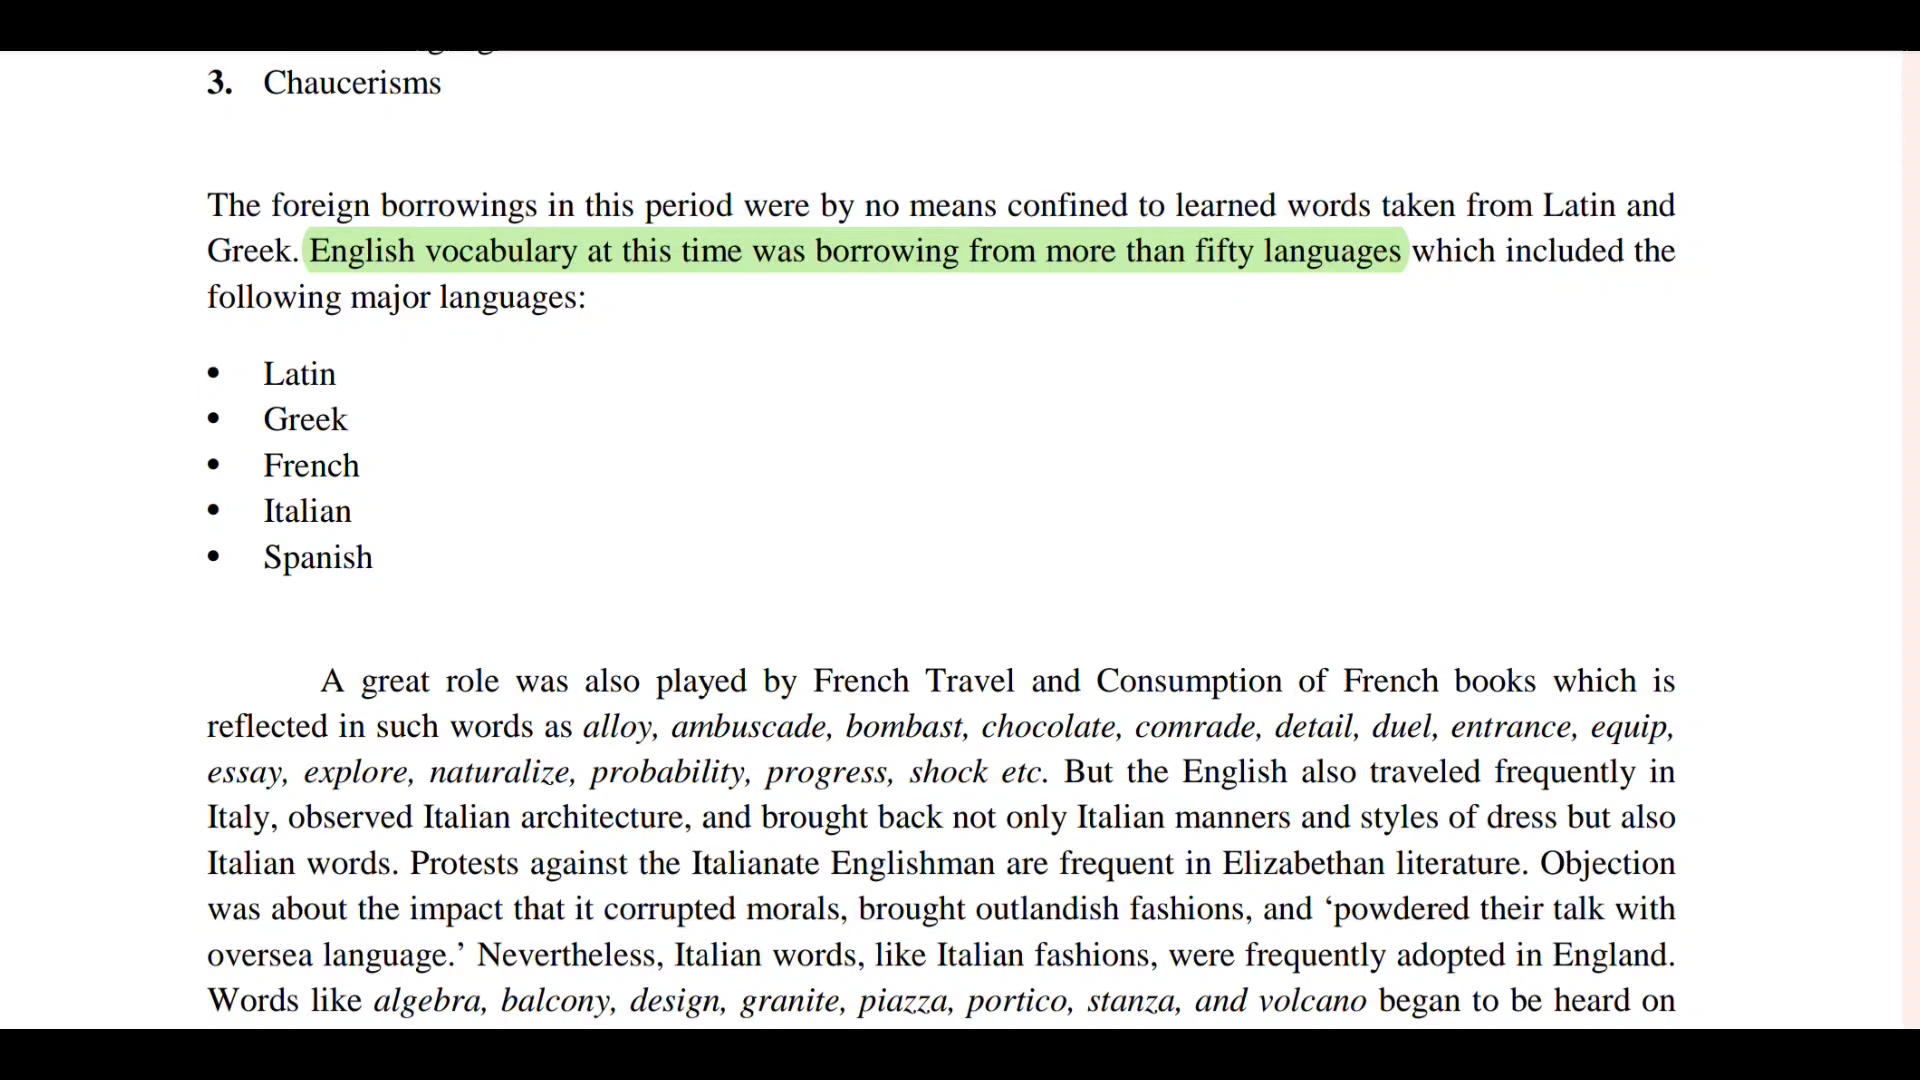 3. Chaucerisms
The foreign borrowings in this period were by no means confined to learned words taken from Latin and
Greek. English vocabulary at this time was borrowing from more than fifty languages which included the
following major languages:
• Latin
• Greek
• French
• Italian
• Spanish
A great role was also played by French Travel and Consumption of French books which is
reflected in such words as alloy, ambuscade, bombast, chocolate, comrade, detail, duel, entrance, equip,
essay, explore, naturalize, probability, progress, shock etc. But the English also traveled frequently in
Italy, observed Italian architecture, and brought back not only Italian manners and styles of dress but also
Italian words. Protests against the Italianate Englishman are frequent in Elizabethan literature. Objection
was about the impact that it corrupted morals, brought outlandish fashions, and ‘powdered their talk with
oversea language.’ Nevertheless, Italian words, like Italian fashions, were frequently adopted in England.
Words like algebra, balcony, design, granite, piazza, portico, stanza, and volcano began to be heard on